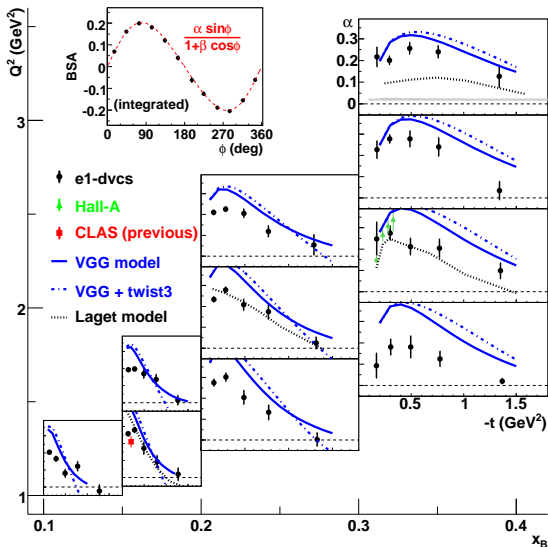 Q² (GeV²)
3
2
1
BSA
0.2
0.1
0
-0.1
-0.2
α sinϕ
1+β cosϕ
(integrated)
0 90 180 290 360
ϕ (deg)
e1-dvcs
Hall-A
CLAS (previous)
VGG model
VGG + twist3
Laget model
α
0.3
0.2
0.1
0
0.5 1 1.5
-t (GeV²)
0.1 0.2 0.3 0.4
x_B